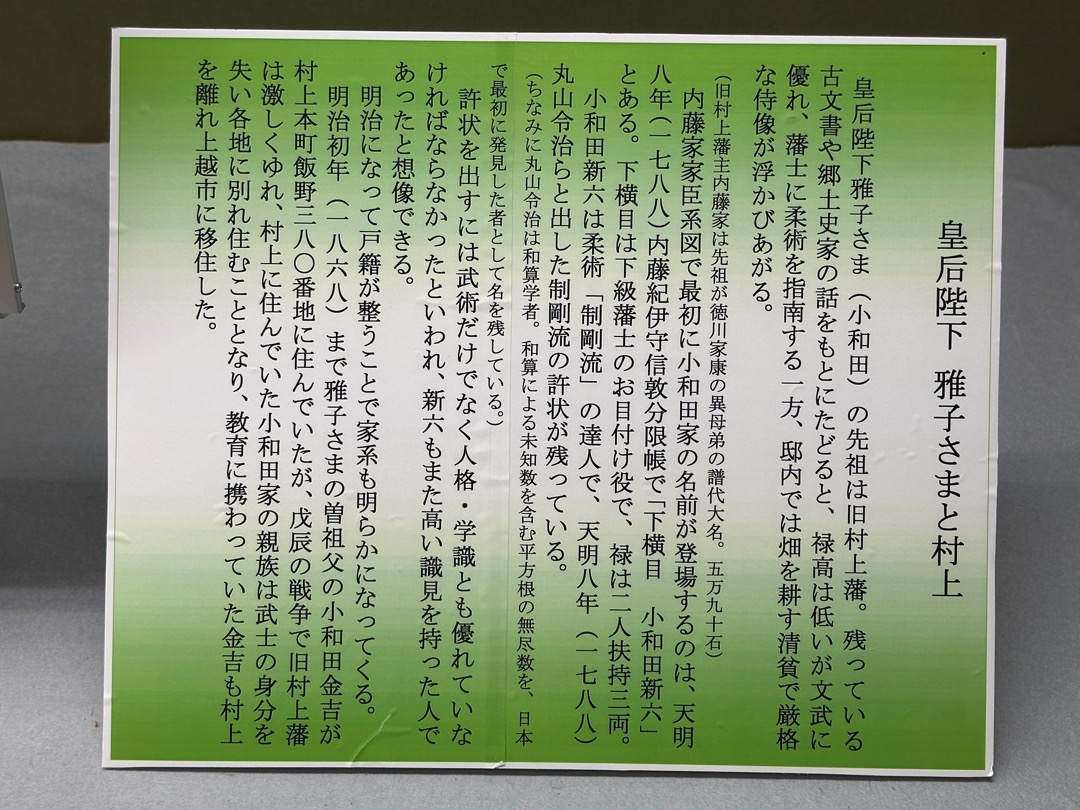 皇后陛下 雅子さまと村上
皇后陛下雅子さま（小和田）の先祖は旧村上藩。残っている
古文書や郷土史家の話をもとにたどると、禄高は低いが文武に
優れ、藩士に柔術を指南する一方、邸内では畑を耕す清貧で厳格
な侍像が浮かびあがる。
（旧村上藩主内藤家は先祖が徳川家康の異母弟の譜代大名。五万九十石）
内藤家家臣系図で最初に小和田家の名前が登場するのは、天明
八年（一七八八）内藤紀伊守信敦分限帳で「下横目　小和田新六」
とある。下横目は下級藩士のお目付け役で、禄は二人扶持三両。
小和田新六は柔術「制剛流」の達人で、天明八年（一七八八）
丸山令治らと出した制剛流の許状が残っている。
（ちなみに丸山令治は和算学者。和算による未知数を含む平方根の無尽数を、日本
で最初に発見した者として名を残している。）
許状を出すには武術だけでなく人格・学識とも優れていな
ければならなかったといわれ、新六もまた高い識見を持った人で
あったと想像できる。
明治になって戸籍が整うことで家系も明らかになってくる。
明治初年（一八六八）まで雅子さまの曽祖父の小和田金吉が
村上本町飯野三八〇番地に住んでいたが、戊辰の戦争で旧村上藩
は激しくゆれ、村上に住んでいた小和田家の親族は武士の身分を
失い各地に別れ住むこととなり、教育に携わっていた金吉も村上
を離れ上越市に移住した。